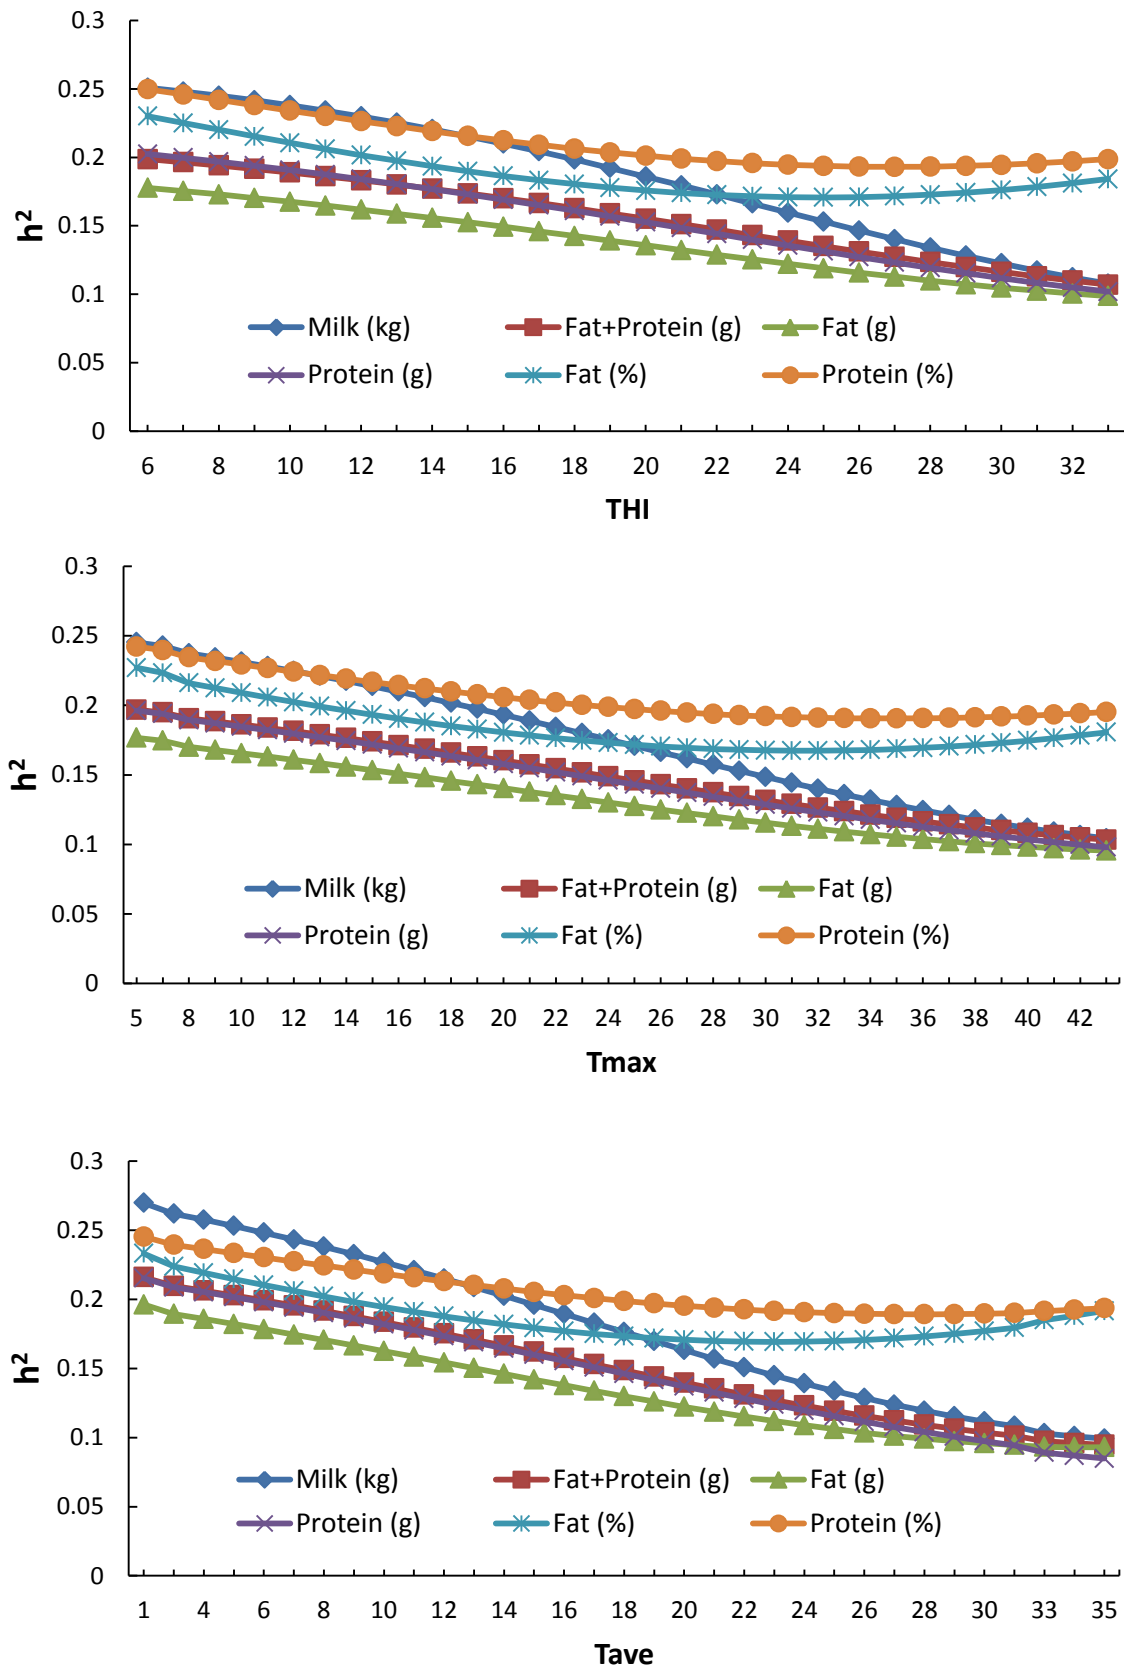 0.3
0.25
0.2
0.15
0.1
0.05
0
h²
Milk (kg) Fat+Protein (g) Fat (g)
Protein (g) Fat (%) Protein (%)
6 8 10 12 14 16 18 20 22 24 26 28 30 32
THI
0.3
0.25
0.2
0.15
0.1
0.05
0
h²
Milk (kg) Fat+Protein (g) Fat (g)
Protein (g) Fat (%) Protein (%)
5 8 10 12 14 16 18 20 22 24 26 28 30 32 34 36 38 40 42
Tmax
0.3
0.25
0.2
0.15
0.1
0.05
0
h²
Milk (kg) Fat+Protein (g) Fat (g)
Protein (g) Fat (%) Protein (%)
1 4 6 8 10 12 14 16 18 20 22 24 26 28 30 33 35
Tave